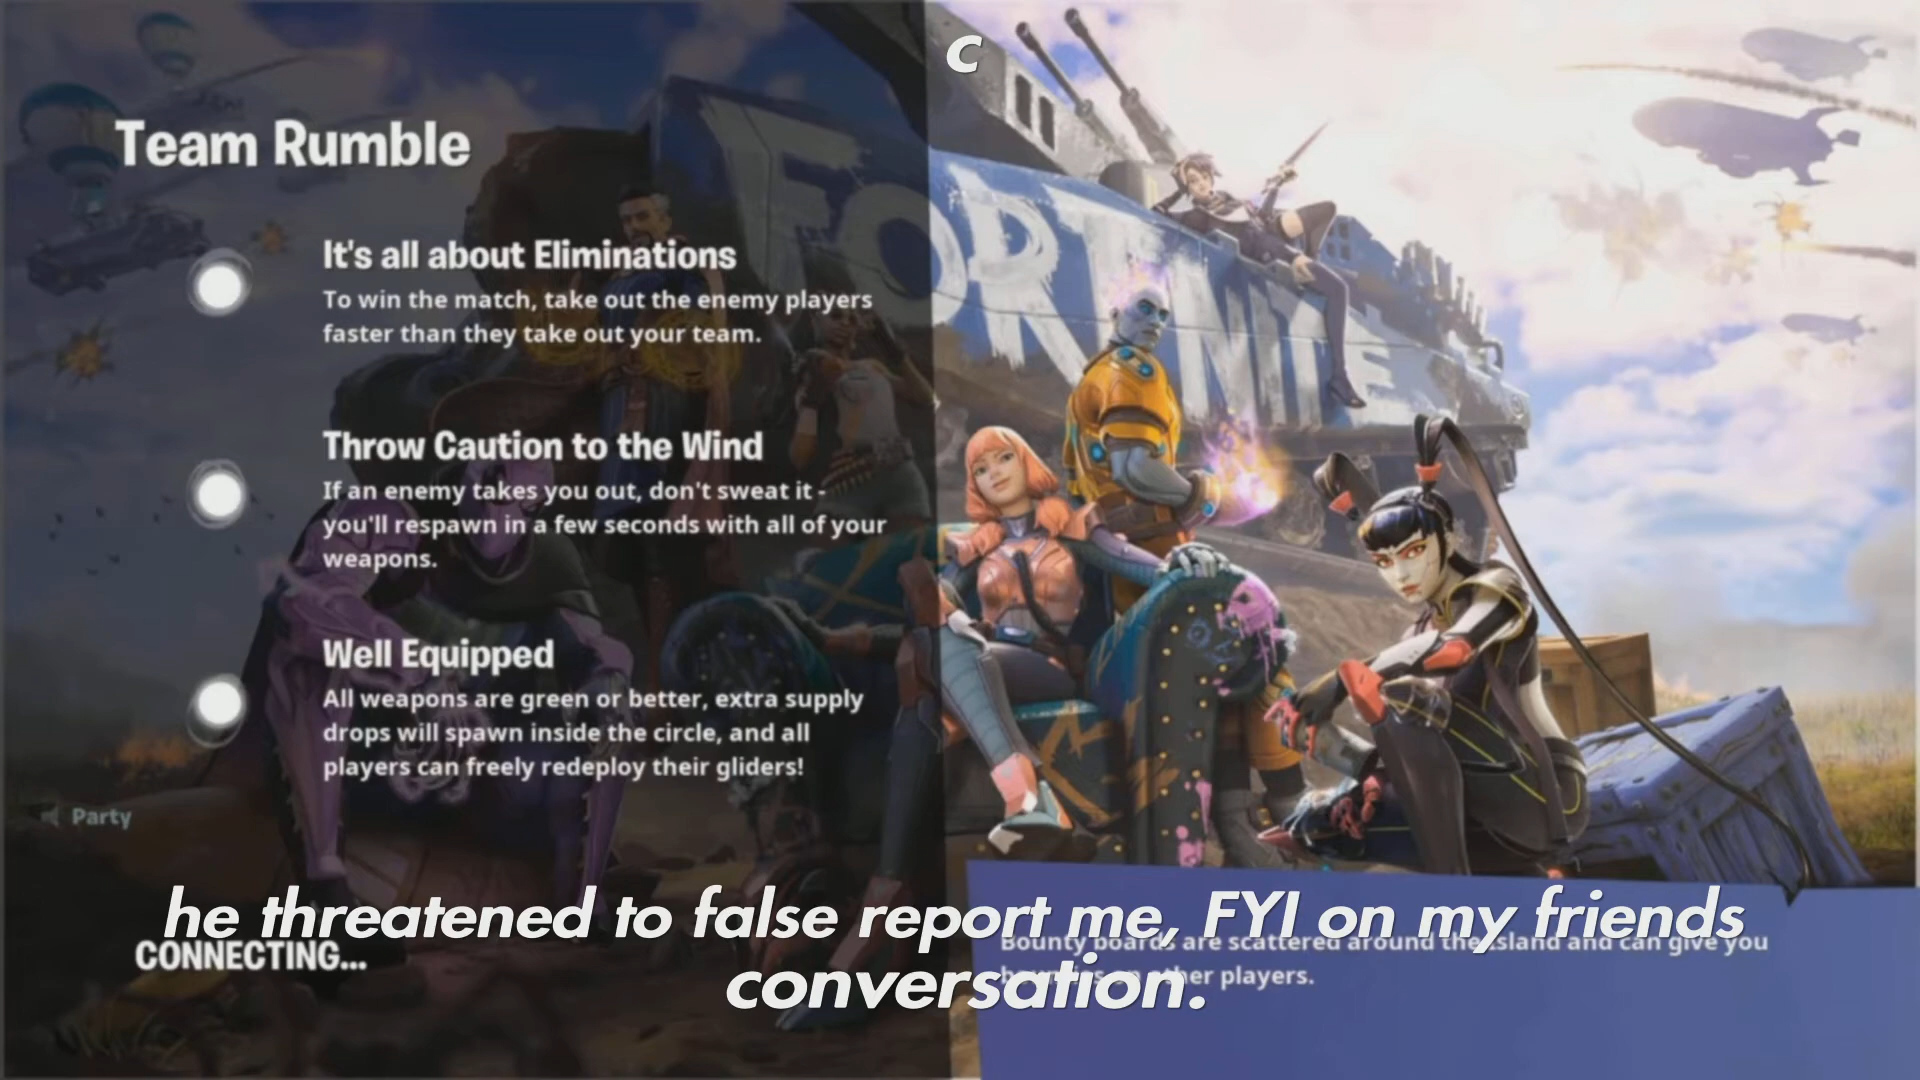 C
Team Rumble
FORTNITE
It's all about Eliminations
To win the match, take out the enemy players
faster than they take out your team.
Throw Caution to the Wind
If an enemy takes you out, don't sweat it -
you'll respawn in a few seconds with all of your
weapons.
Well Equipped
All weapons are green or better, extra supply
drops will spawn inside the circle, and all
players can freely redeploy their gliders!
Party
he threatened to false report me, FYI on my friends
conversation.
CONNECTING...
Bounty boards are scattered around the Island and can give you
bounties on other players.